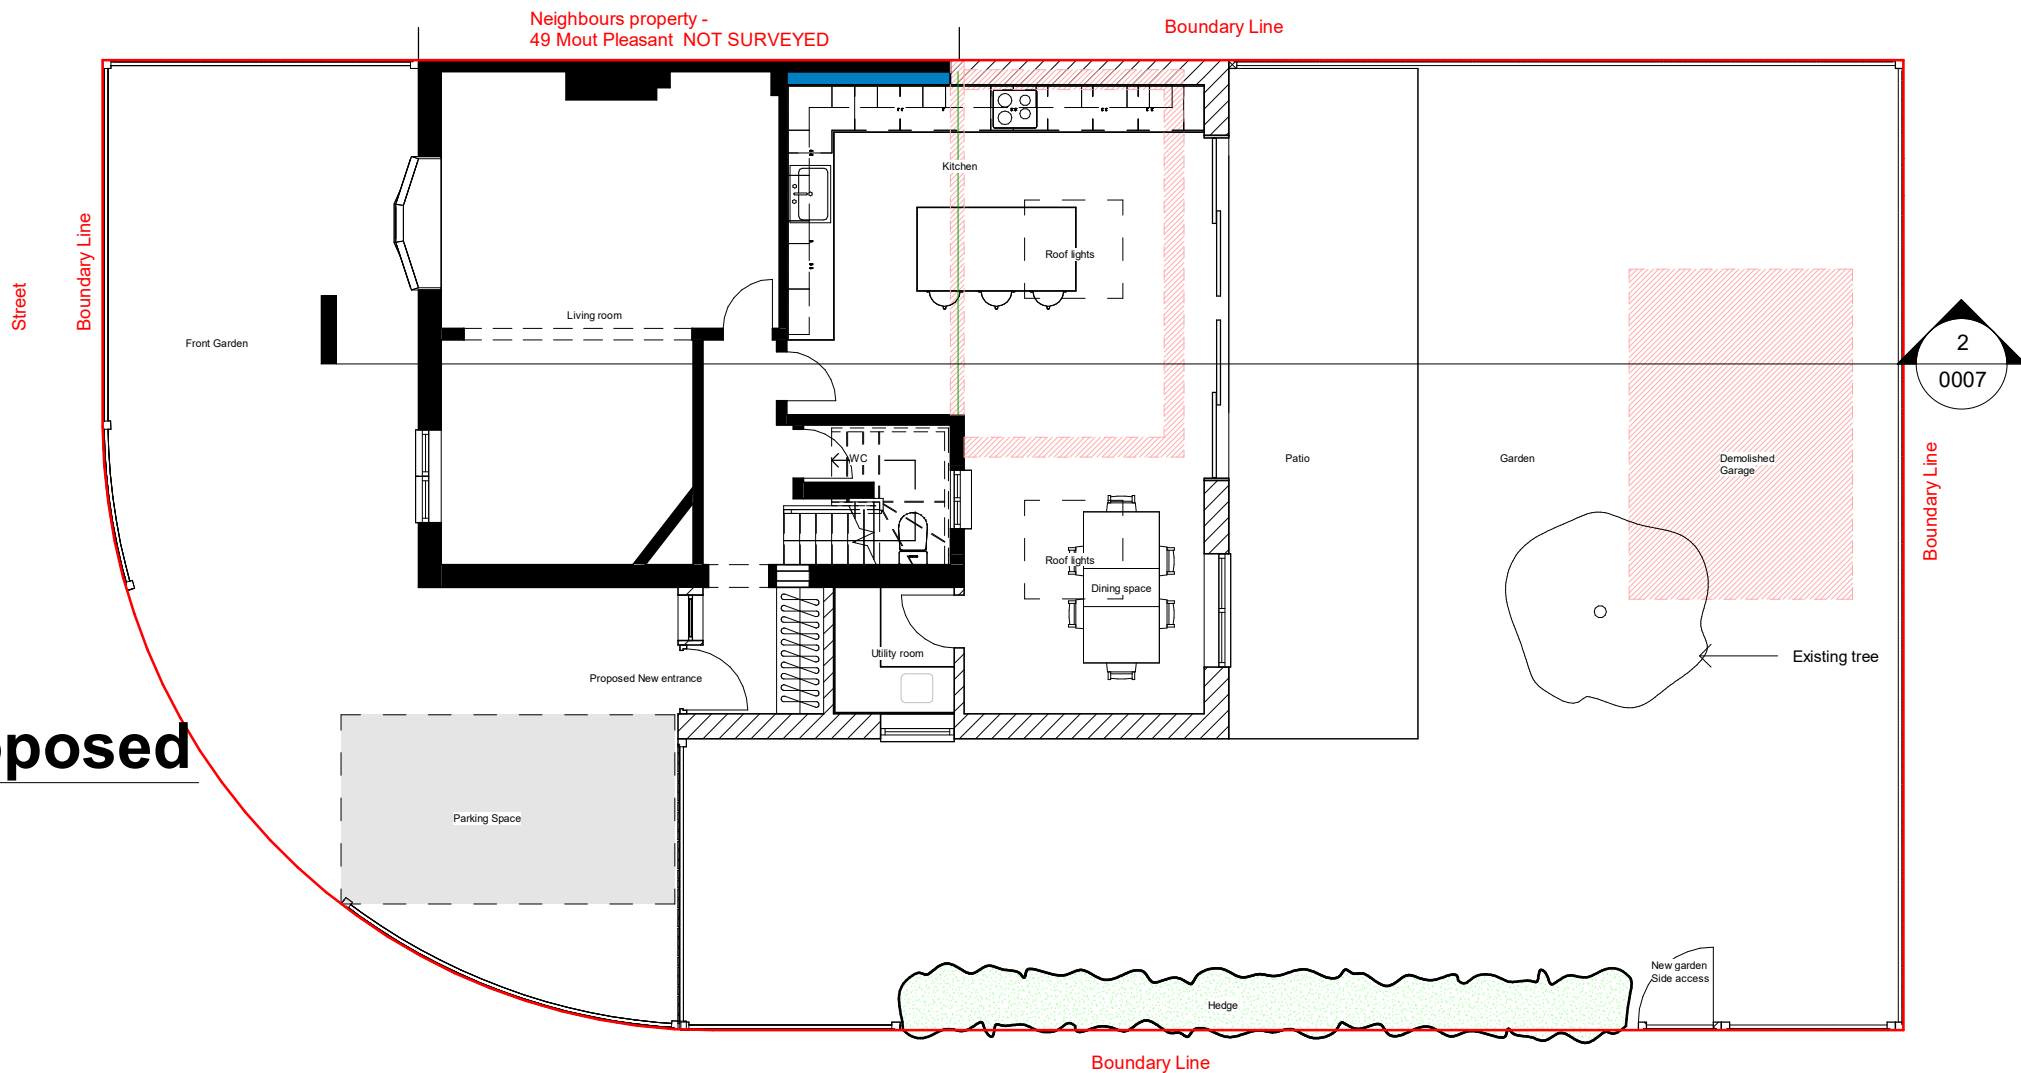 Neighbours property -
49 Mout Pleasant  NOT SURVEYED
Boundary Line
Street
Boundary Line
Front Garden
Living room
Kitchen
Roof lights
2
0007
WC
Patio
Garden
Demolished
Garage
Boundary Line
Roof lights
Dining space
Utility room
Existing tree
Proposed New entrance
posed
Parking Space
New garden
Side access
Hedge
Boundary Line